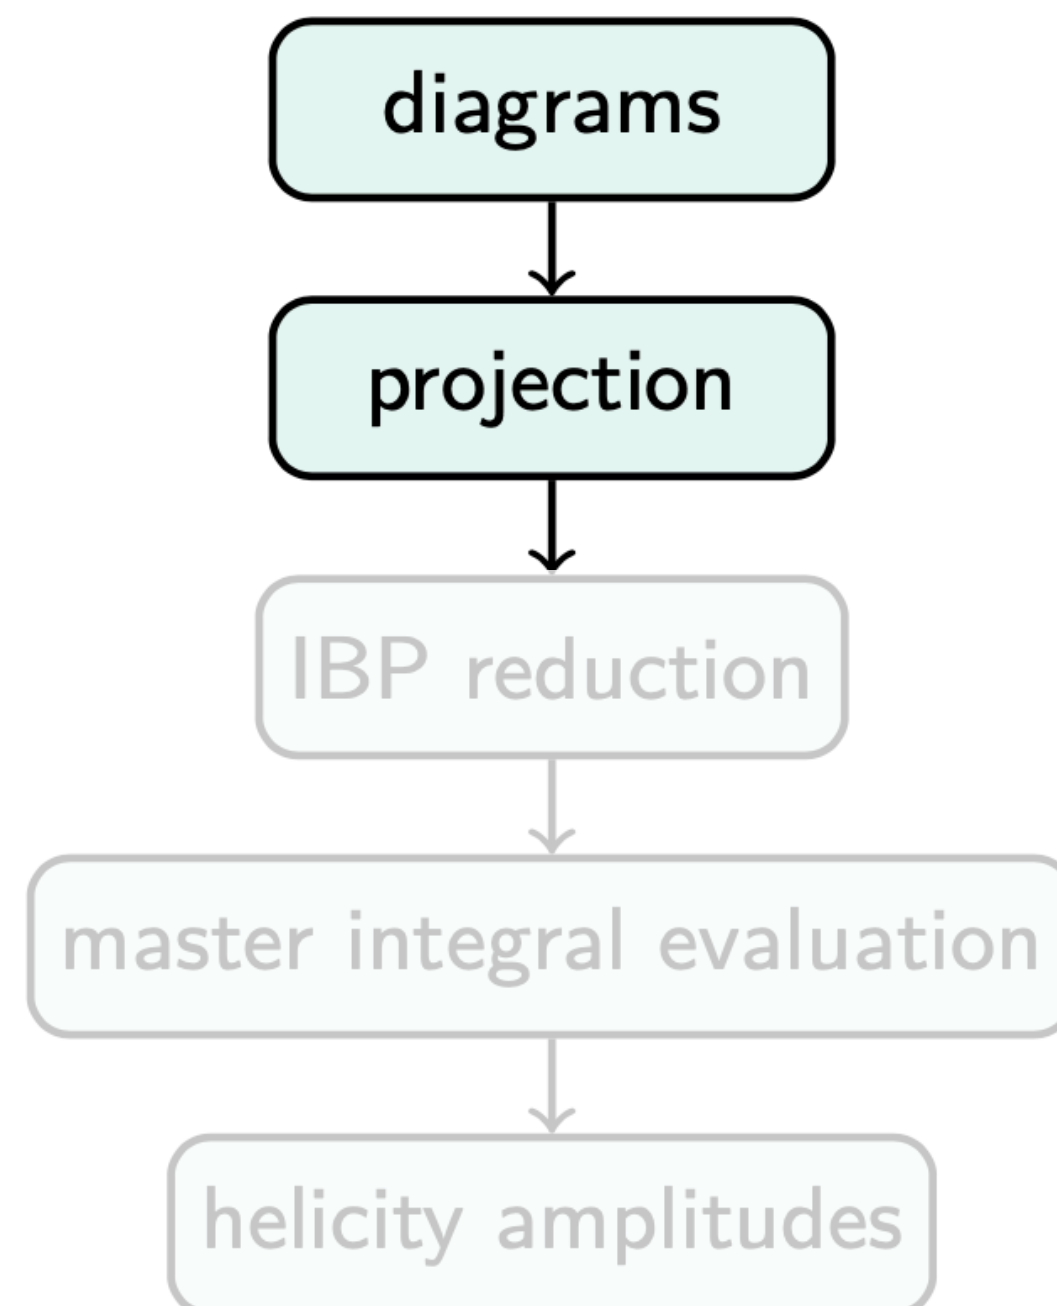 diagrams
projection
IBP reduction
master integral evaluation
helicity amplitudes